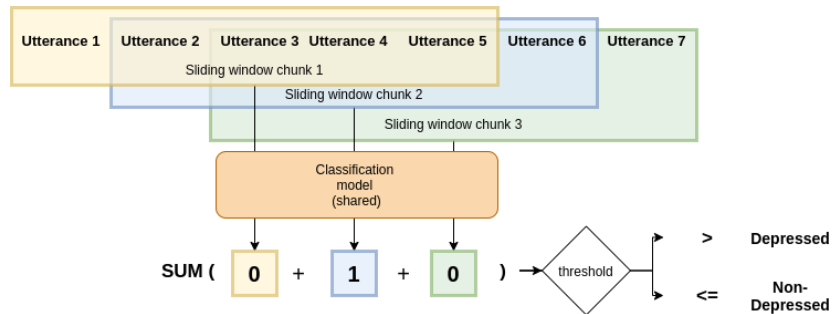 Utterance 1 Utterance 2 Utterance 3 Utterance 4 Utterance 5 Utterance 6 Utterance 7
Sliding window chunk 1
Sliding window chunk 2
Sliding window chunk 3
Classification
model
(shared)
SUM ( 0 + 1 + 0 )
threshold
> Depressed
<= Non-
Depressed